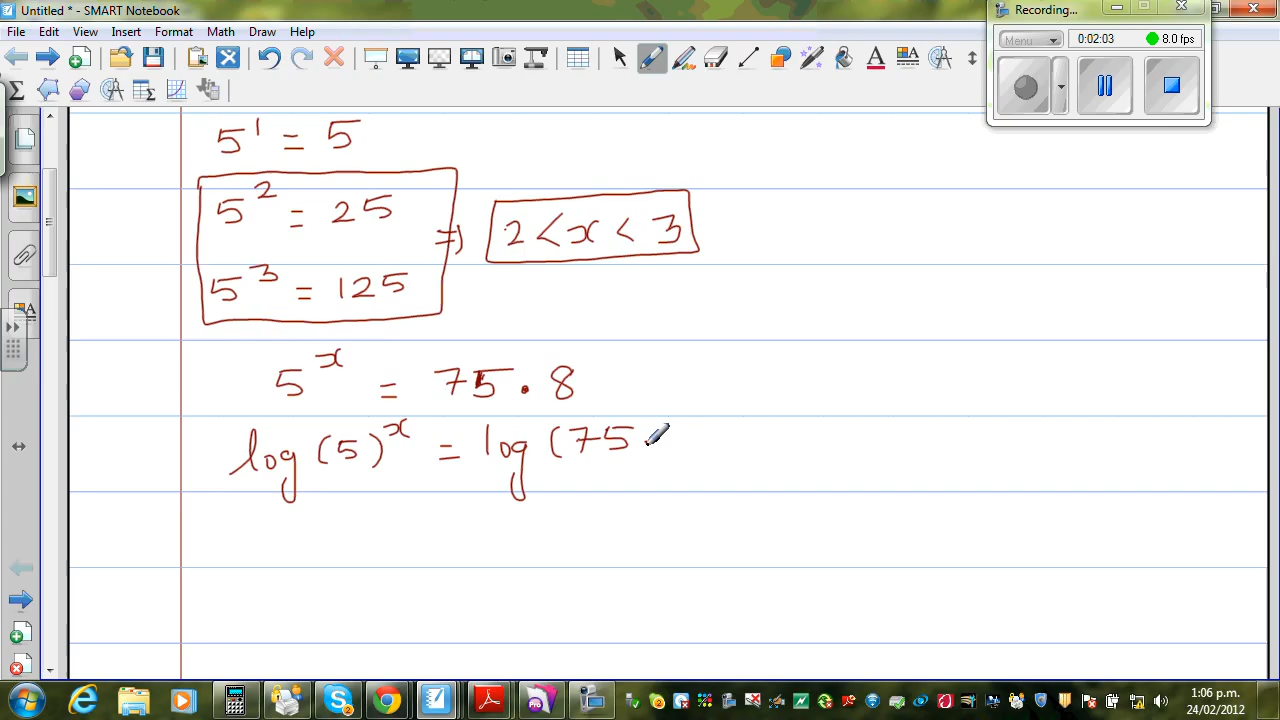 Untitled * - SMART Notebook
Recording...
File Edit View Insert Format Math Draw Help
Menu
0:02:03
8.0 fps
5¹ = 5
5² = 25
=) 2 < x < 3
5³ = 125
5ˣ = 75.8
log (5)ˣ = log (75
1:06 p.m.
24/02/2012